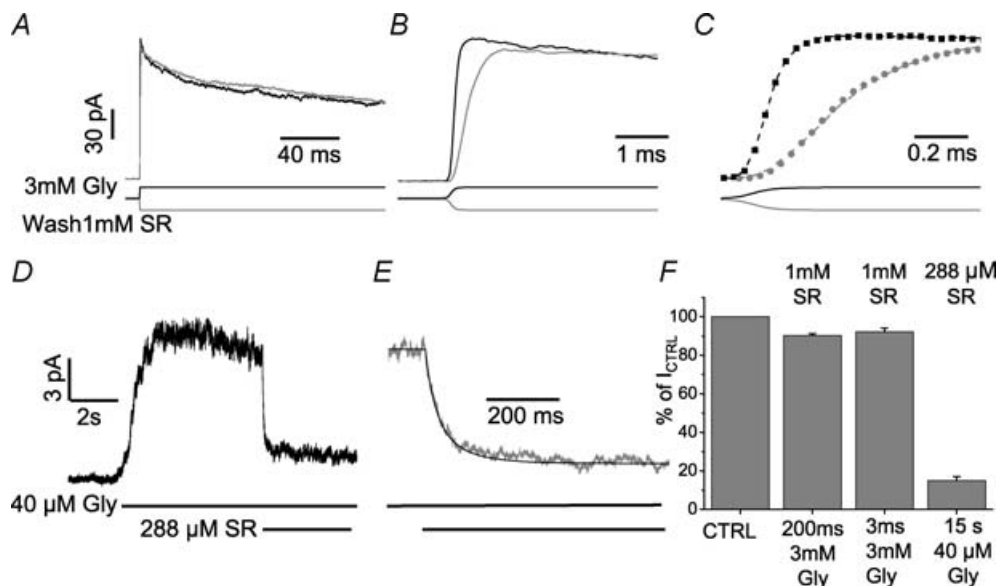 A
B
C
30 pA
40 ms
1 ms
0.2 ms
3mM Gly
Wash1mM SR
D
E
F
3 pA
2s
200 ms
40 µM Gly
288 µM SR
1mM SR
1mM SR
288 µM SR
% of I CTRL
100
80
60
40
20
0
CTRL
200ms 3mM Gly
3ms 3mM Gly
15 s 40 µM Gly